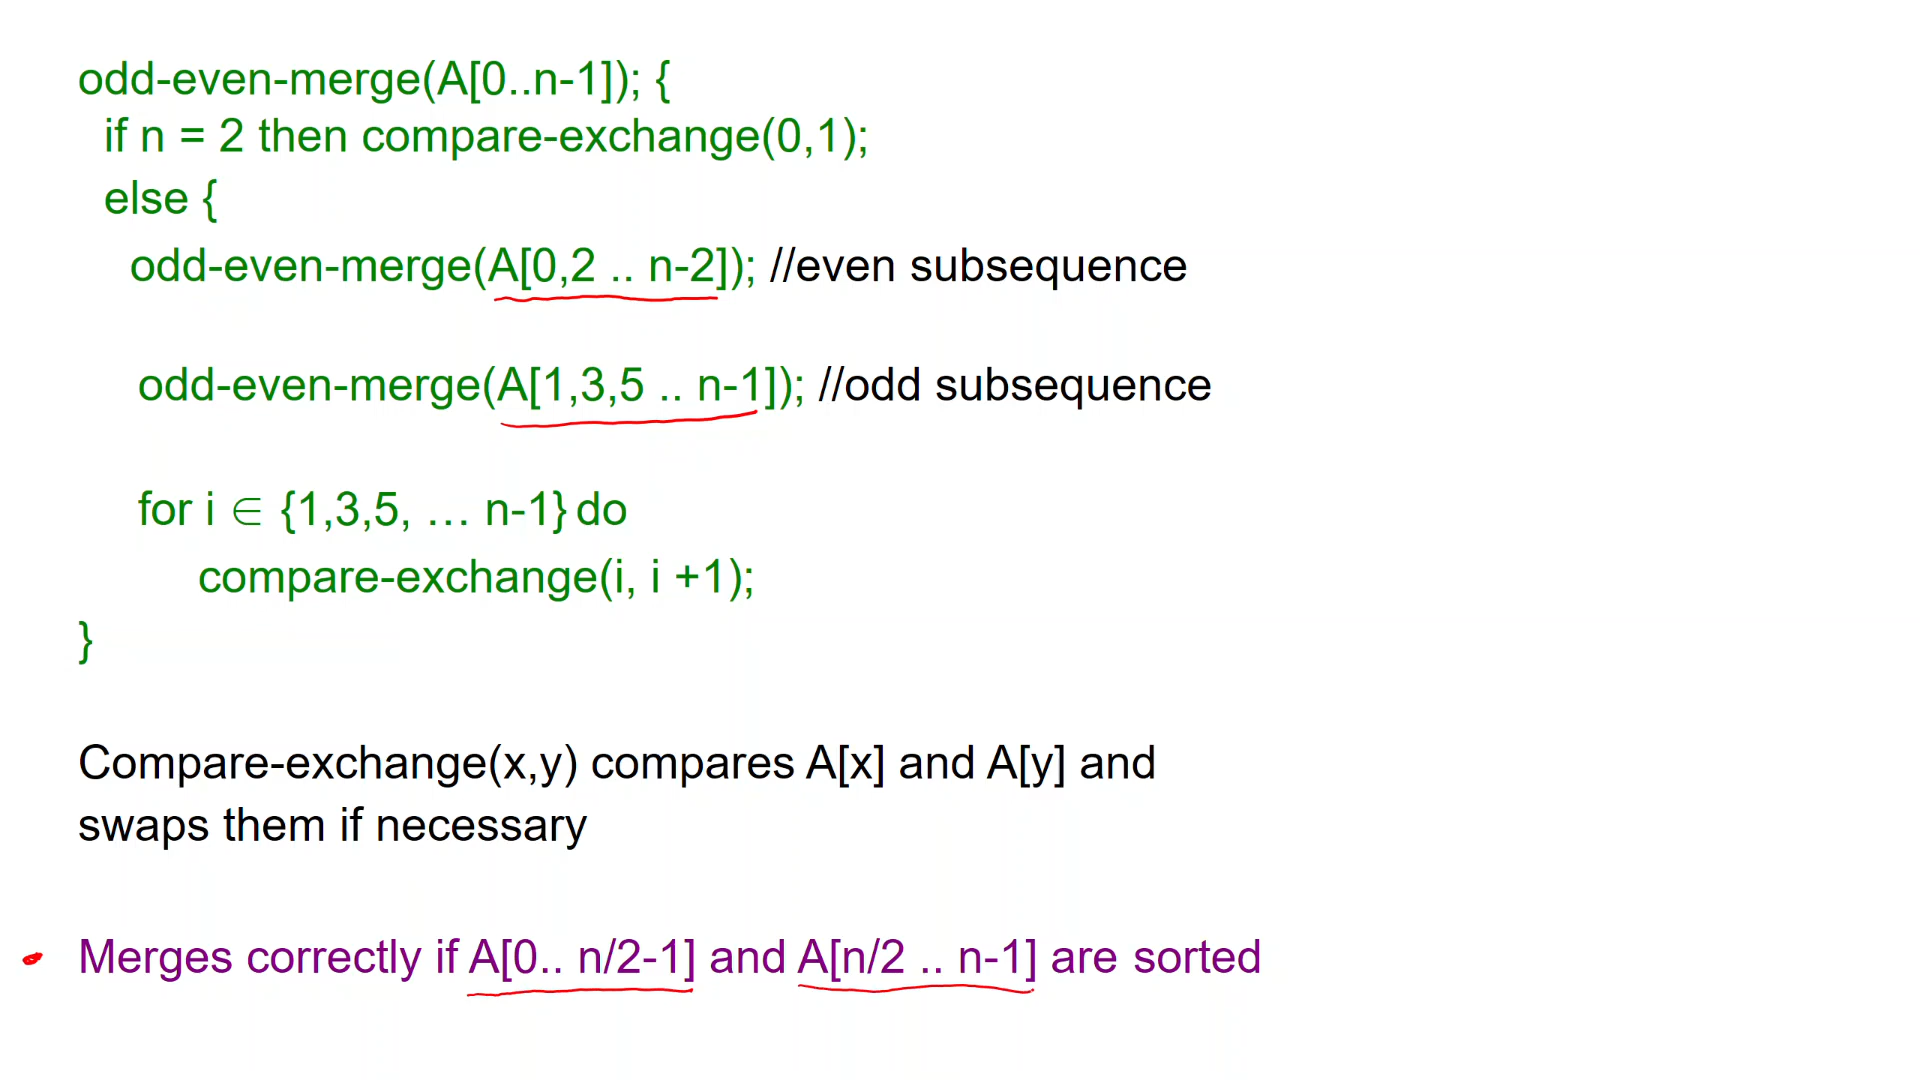 odd-even-merge(A[0..n-1]); {
if n = 2 then compare-exchange(0,1);
else {
odd-even-merge(A[0,2 .. n-2]); //even subsequence
odd-even-merge(A[1,3,5 .. n-1]); //odd subsequence
for i ∈ {1,3,5, … n-1} do
compare-exchange(i, i +1);
}
Compare-exchange(x,y) compares A[x] and A[y] and
swaps them if necessary
Merges correctly if A[0.. n/2-1] and A[n/2 .. n-1] are sorted